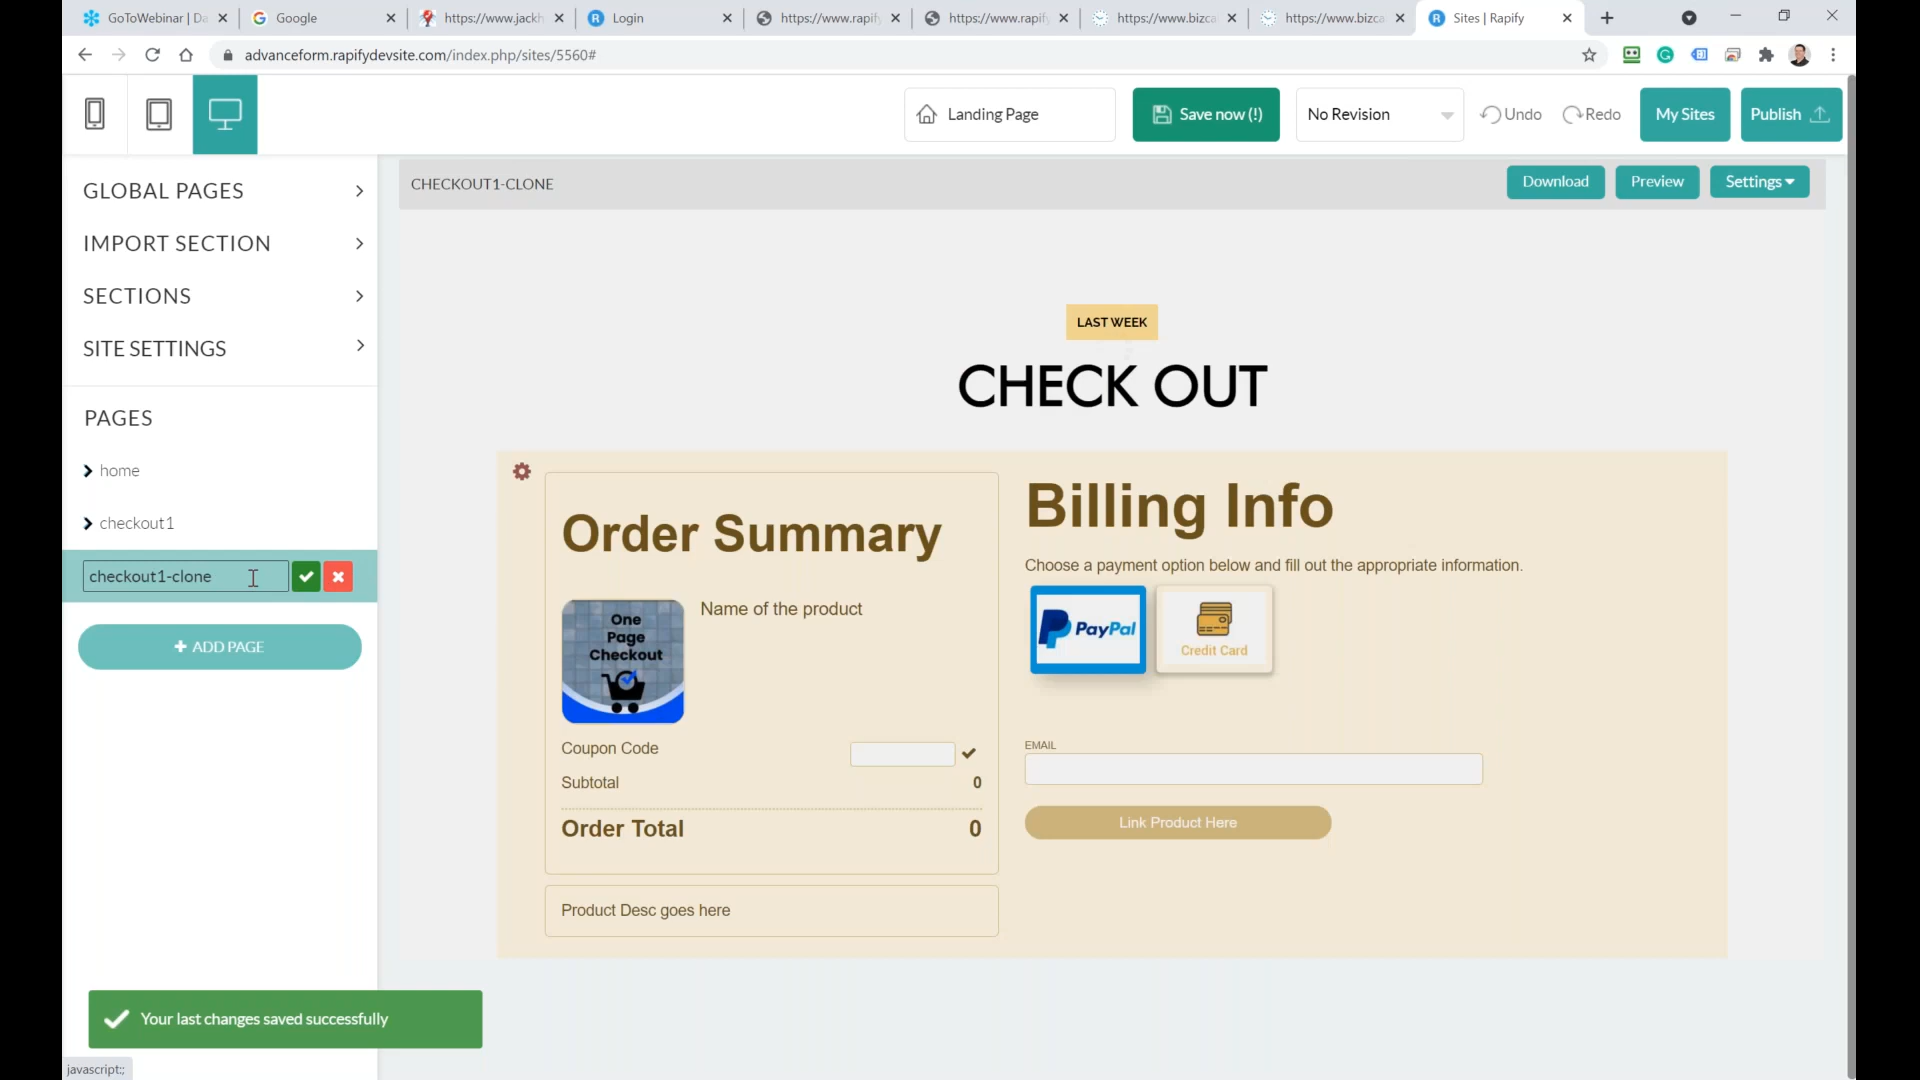 GoToWebinar | Da
Google
https://www.jackh
Login
https://www.rapify
https://www.rapify
https://www.bizca
https://www.bizca
Sites | Rapify
advanceform.rapifydevsite.com/index.php/sites/5560#
Landing Page
Save now (!)
No Revision
Undo
Redo
My Sites
Publish
GLOBAL PAGES
IMPORT SECTION
SECTIONS
SITE SETTINGS
PAGES
home
checkout1
checkout1-clone
+ ADD PAGE
CHECKOUT1-CLONE
Download
Preview
Settings
LAST WEEK
CHECK OUT
Order Summary
One
Page
Checkout
Name of the product
Coupon Code
Subtotal 0
Order Total 0
Product Desc goes here
Billing Info
Choose a payment option below and fill out the appropriate information.
PayPal
Credit Card
EMAIL
Link Product Here
Your last changes saved successfully
javascript:;